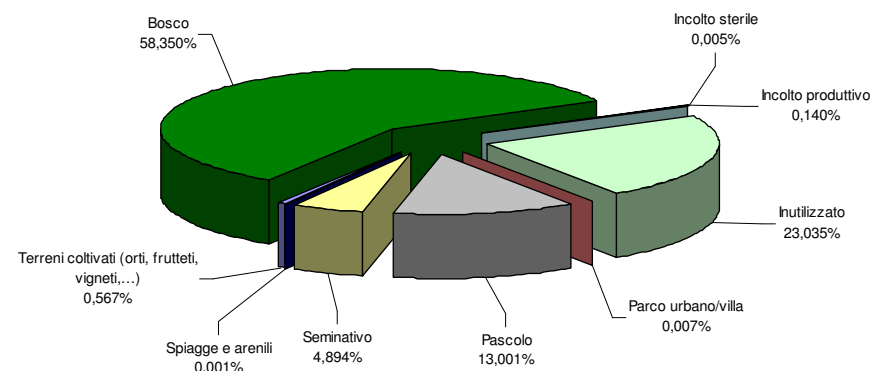 Bosco
58,350%
Incolto sterile
0,005%
Incolto produttivo
0,140%
Inutilizzato
23,035%
Parco urbano/villa
0,007%
Pascolo
13,001%
Seminativo
4,894%
Spiagge e arenili
0,001%
Terreni coltivati (orti, frutteti,
vigneti,...)
0,567%